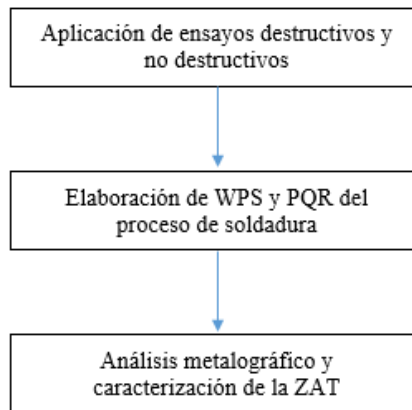 Aplicación de ensayos destructivos y
no destructivos
Elaboración de WPS y PQR del
proceso de soldadura
Análisis metalográfico y
caracterización de la ZAT